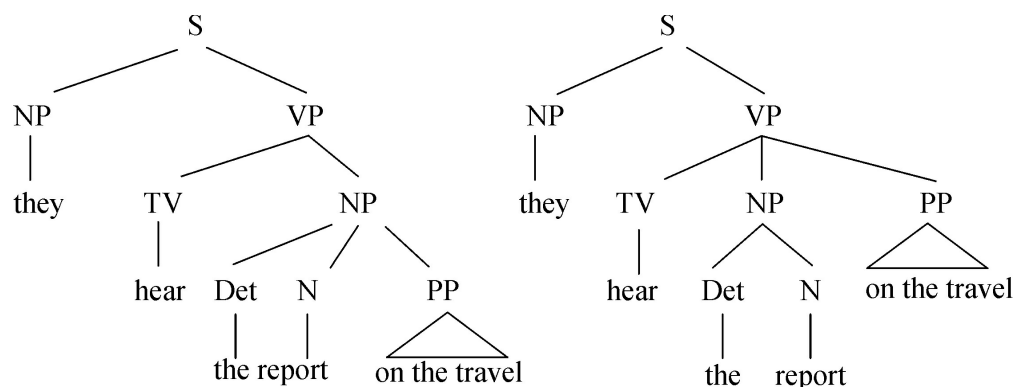 S S
NP VP NP VP
they TV NP they TV NP PP
hear Det N PP hear Det N on the travel
the report on the travel the report